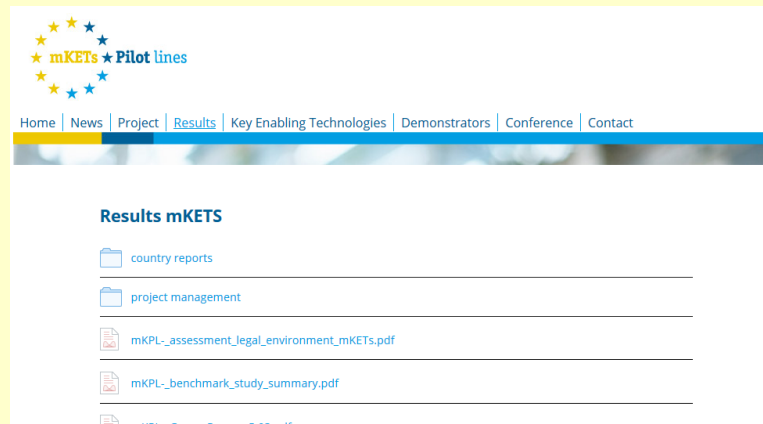 mKETs Pilot lines
Home News Project Results Key Enabling Technologies Demonstrators Conference Contact
Results mKETS
country reports
project management
mKPL-_assessment_legal_environment_mKETs.pdf
mKPL-_benchmark_study_summary.pdf